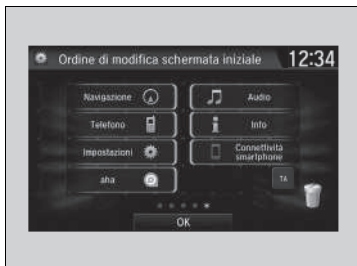 Ordine di modifica schermata iniziale 12:34
Navigazione
Audio
Telefono
Info
Impostazioni
Connettività
smartphone
aha
TA
OK